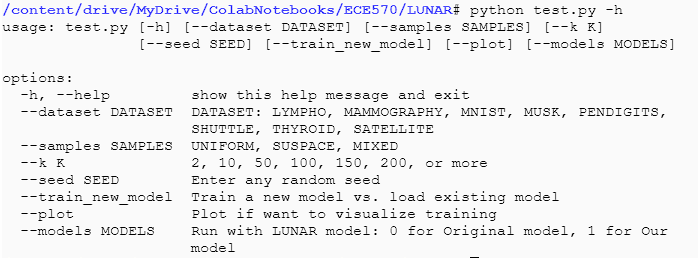 /content/drive/MyDrive/ColabNotebooks/ECE570/LUNAR# python test.py -h
usage: test.py [-h] [--dataset DATASET] [--samples SAMPLES] [--k K]
               [--seed SEED] [--train_new_model] [--plot] [--models MODELS]

options:
  -h, --help         show this help message and exit
  --dataset DATASET  DATASET: LYMPHO, MAMMOGRAPHY, MNIST, MUSK, PENDIGITS,
                     SHUTTLE, THYROID, SATELLITE
  --samples SAMPLES  UNIFORM, SUSPACE, MIXED
  --k K              2, 10, 50, 100, 150, 200, or more
  --seed SEED        Enter any random seed
  --train_new_model  Train a new model vs. load existing model
  --plot             Plot if want to visualize training
  --models MODELS    Run with LUNAR model: 0 for Original model, 1 for Our
                     model